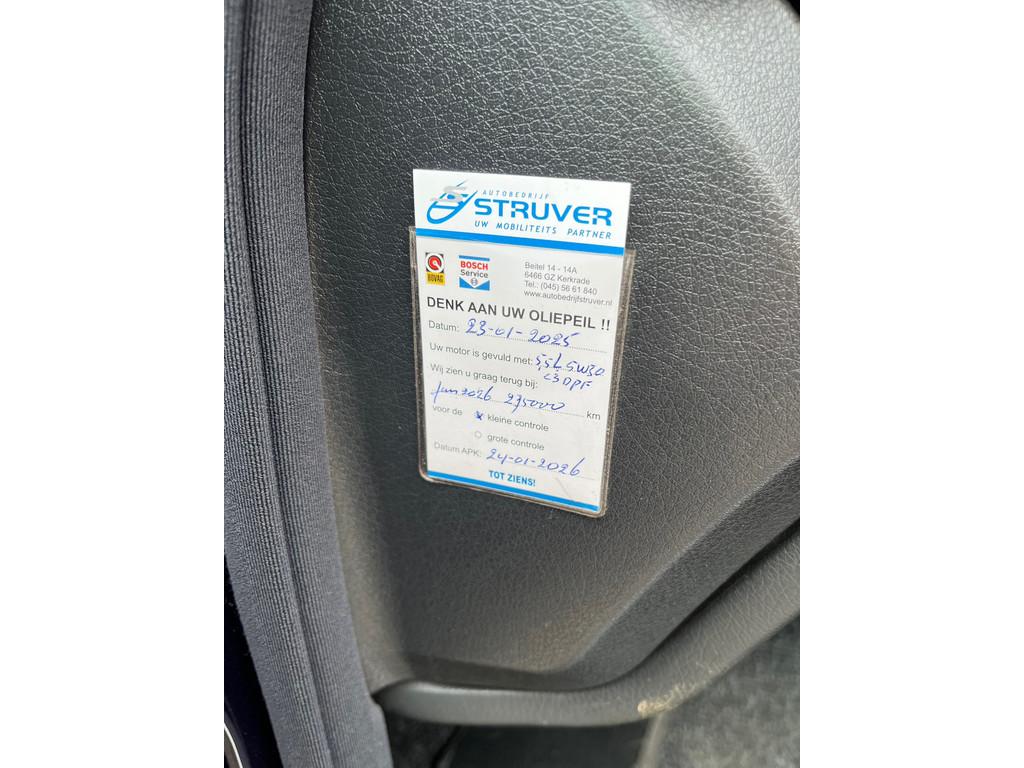 AUTOBEDRIJF
STRUVER
UW MOBILITEITS PARTNER
BOVAG
BOSCH
Service
Beitel 14 - 14A
6466 GZ Kerkrade
Tel.: (045) 56 61 840
www.autobedrijfstruver.nl
DENK AAN UW OLIEPEIL !!
Datum: 23-01-2025
Uw motor is gevuld met: 5,5L 5W30
C3 DPF
Wij zien u graag terug bij:
Jan 2026 275000 km
voor de x kleine controle
grote controle
Datum APK: 24-01-2026
TOT ZIENS!